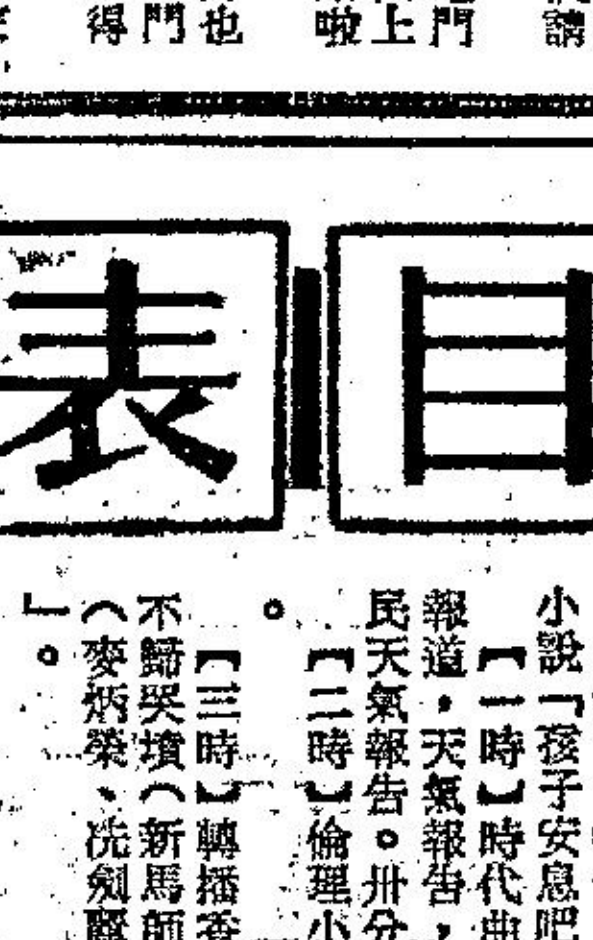 請
門
上
啦
也
門
得
目
表
小說「孩子安息吧
【一時】時代曲
報道，天氣報告，
民天氣報告。卅分
【二時】倫理小
。
【三時】轉播香
不歸哭墳（新馬師
（麥炳榮、冼劍
」。